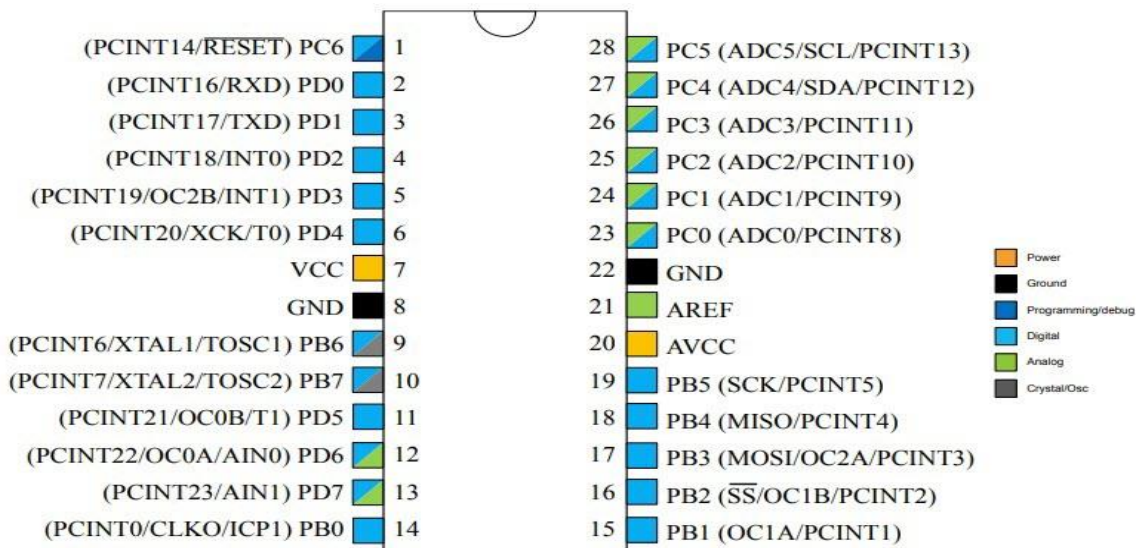 (PCINT14/RESET) PC6 1
(PCINT16/RXD) PD0 2
(PCINT17/TXD) PD1 3
(PCINT18/INT0) PD2 4
(PCINT19/OC2B/INT1) PD3 5
(PCINT20/XCK/T0) PD4 6
VCC 7
GND 8
(PCINT6/XTAL1/TOSC1) PB6 9
(PCINT7/XTAL2/TOSC2) PB7 10
(PCINT21/OC0B/T1) PD5 11
(PCINT22/OC0A/AIN0) PD6 12
(PCINT23/AIN1) PD7 13
(PCINT0/CLKO/ICP1) PB0 14
28 PC5 (ADC5/SCL/PCINT13)
27 PC4 (ADC4/SDA/PCINT12)
26 PC3 (ADC3/PCINT11)
25 PC2 (ADC2/PCINT10)
24 PC1 (ADC1/PCINT9)
23 PC0 (ADC0/PCINT8)
22 GND
21 AREF
20 AVCC
19 PB5 (SCK/PCINT5)
18 PB4 (MISO/PCINT4)
17 PB3 (MOSI/OC2A/PCINT3)
16 PB2 (SS/OC1B/PCINT2)
15 PB1 (OC1A/PCINT1)
Power
Ground
Programming/debug
Digital
Analog
Crystal/Osc